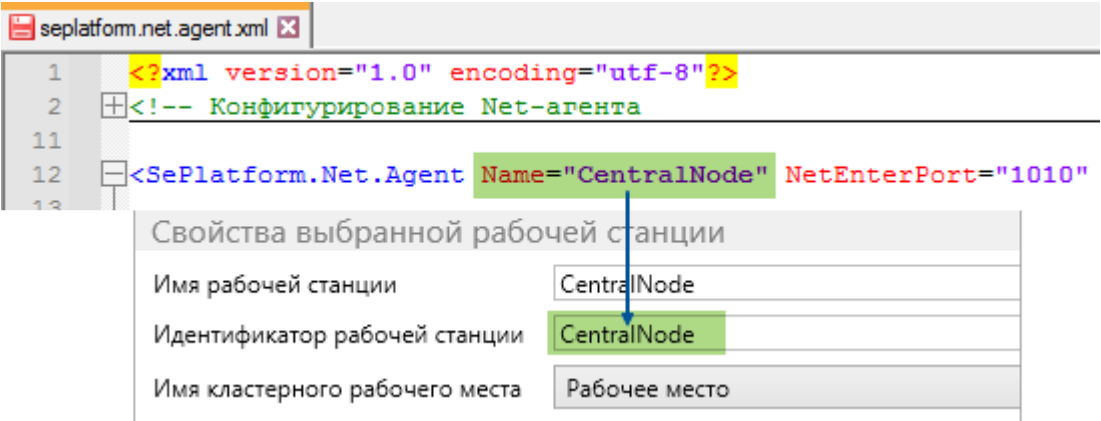 seplatform.net.agent.xml
1 <?xml version="1.0" encoding="utf-8"?>
2 <!-- Конфигурирование Net-агента
11
12 <SePlatform.Net.Agent Name="CentralNode" NetEnterPort="1010"
13
Свойства выбранной рабочей станции
Имя рабочей станции CentralNode
Идентификатор рабочей станции CentralNode
Имя кластерного рабочего места Рабочее место